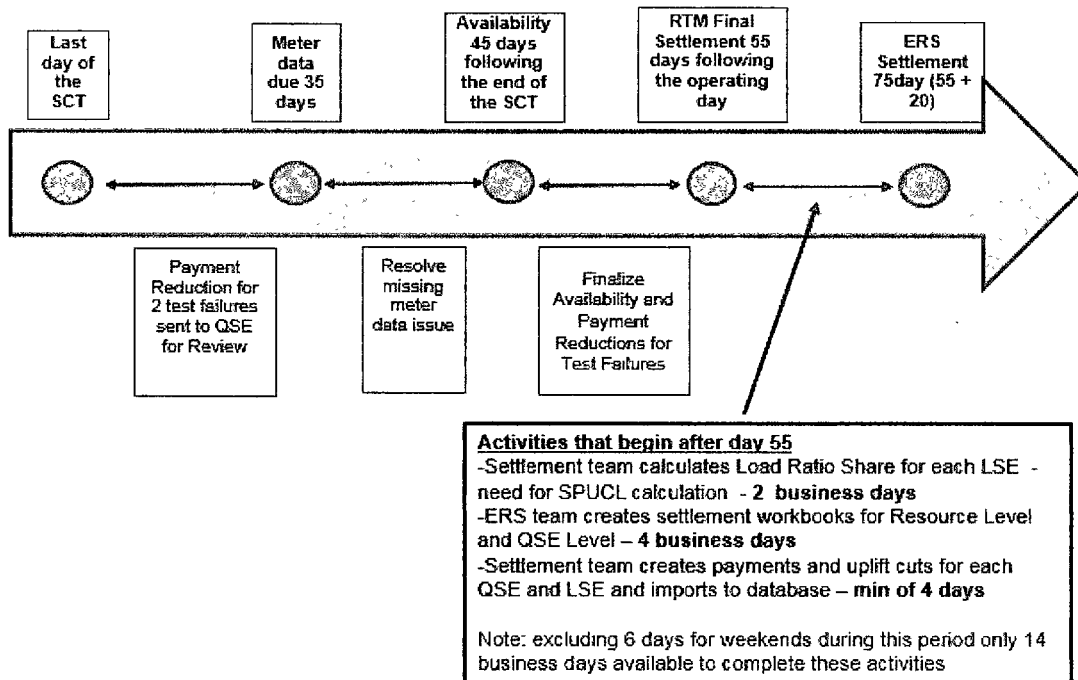 Last
day of
the
SCT
Meter
data
due 35
days
Availability
45 days
following
the end of
the SCT
RTM Final
Settlement 55
days following
the operating
day
ERS
Settlement
75day (55 +
20)
Payment
Reduction for
2 test failures
sent to QSE
for Review
Resolve
missing
meter
data issue
Finalize
Availability and
Payment
Reductions for
Test Failures
Activities that begin after day 55
-Settlement team calculates Load Ratio Share for each LSE -
need for SPUCL calculation - 2 business days
-ERS team creates settlement workbooks for Resource Level
and QSE Level – 4 business days
-Settlement team creates payments and uplift cuts for each
QSE and LSE and imports to database – min of 4 days
Note: excluding 6 days for weekends during this period only 14
business days available to complete these activities